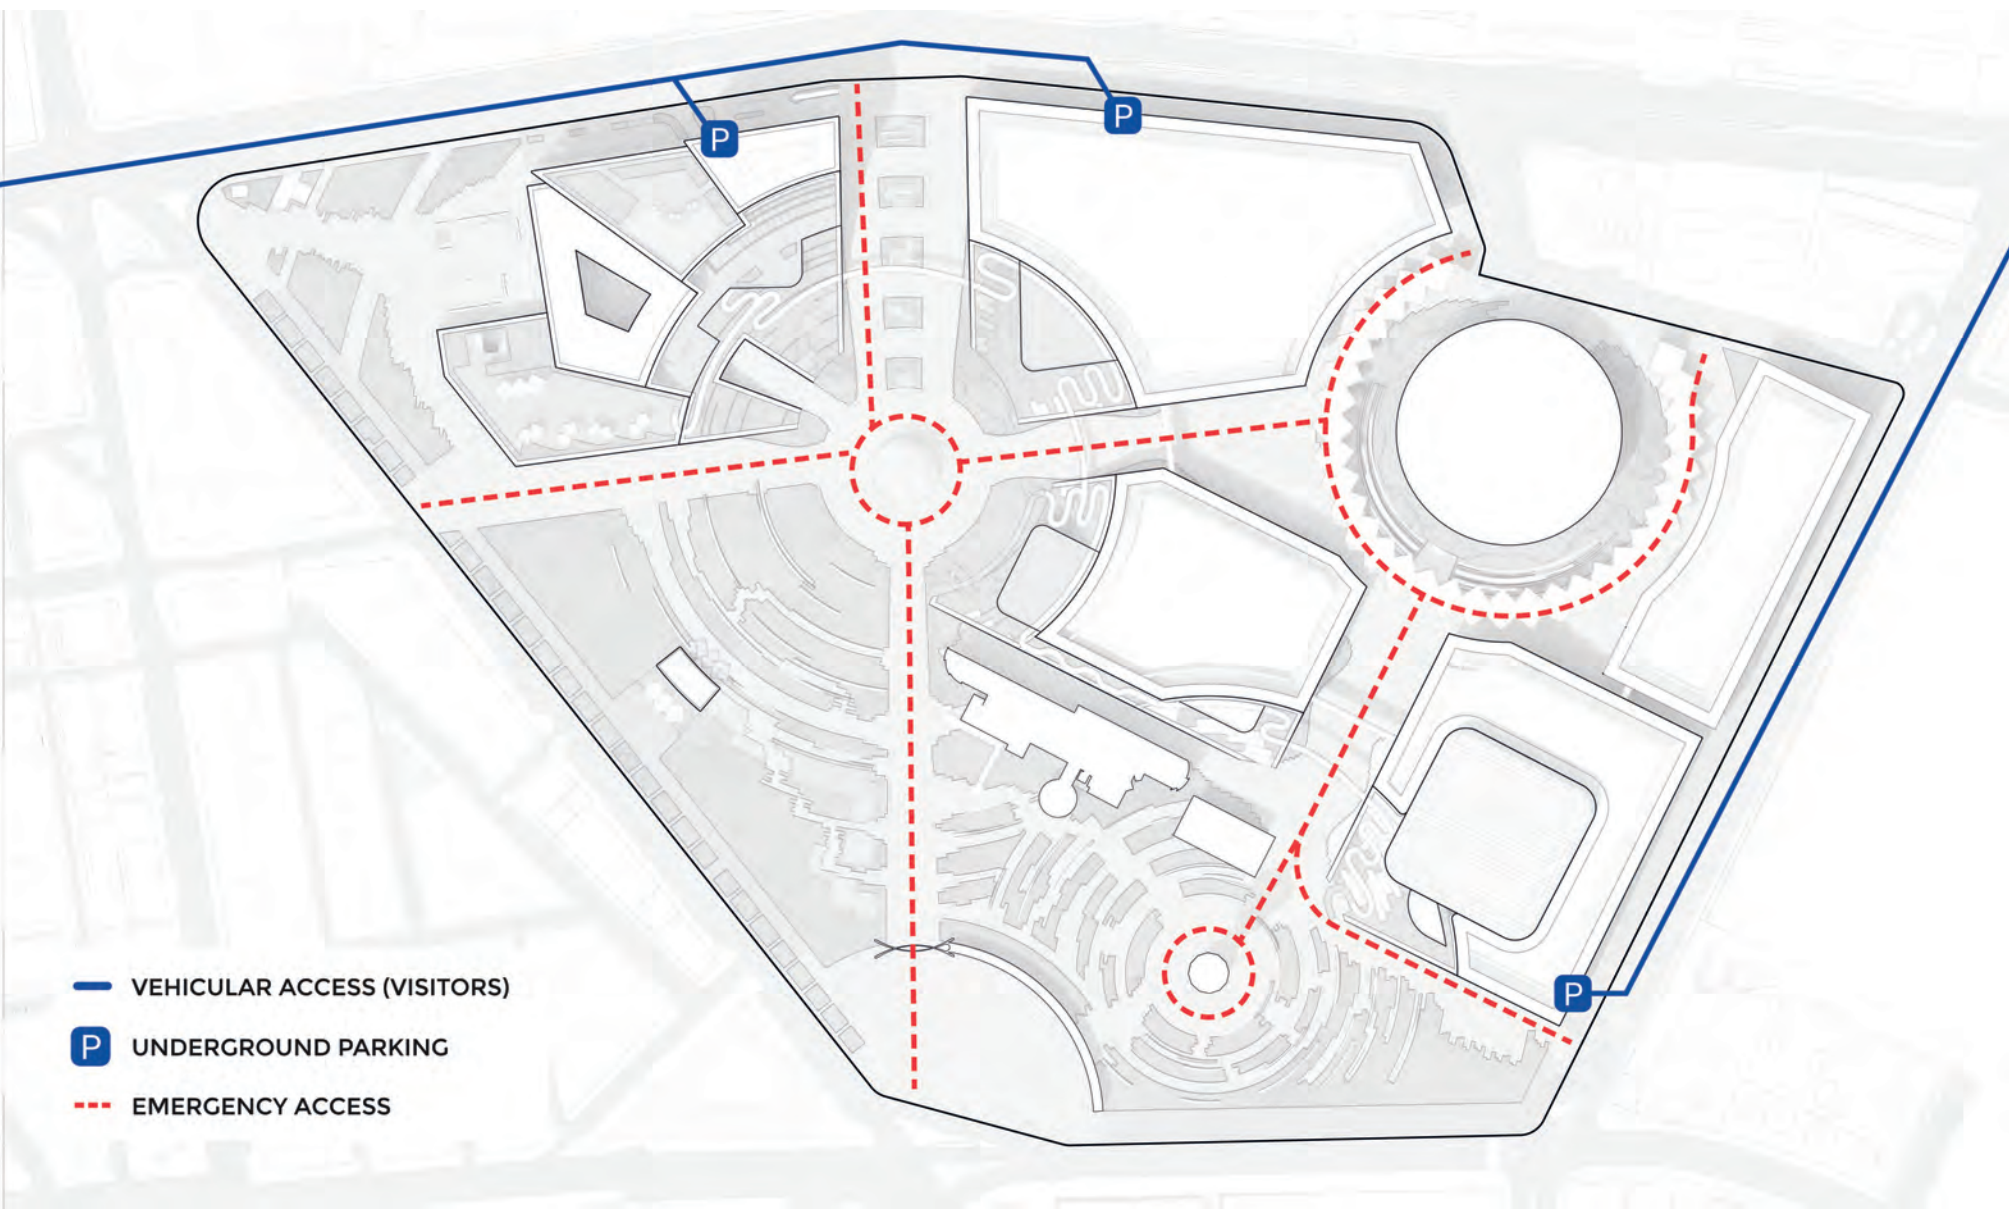 P
P
P
VEHICULAR ACCESS (VISITORS)
P
UNDERGROUND PARKING
EMERGENCY ACCESS